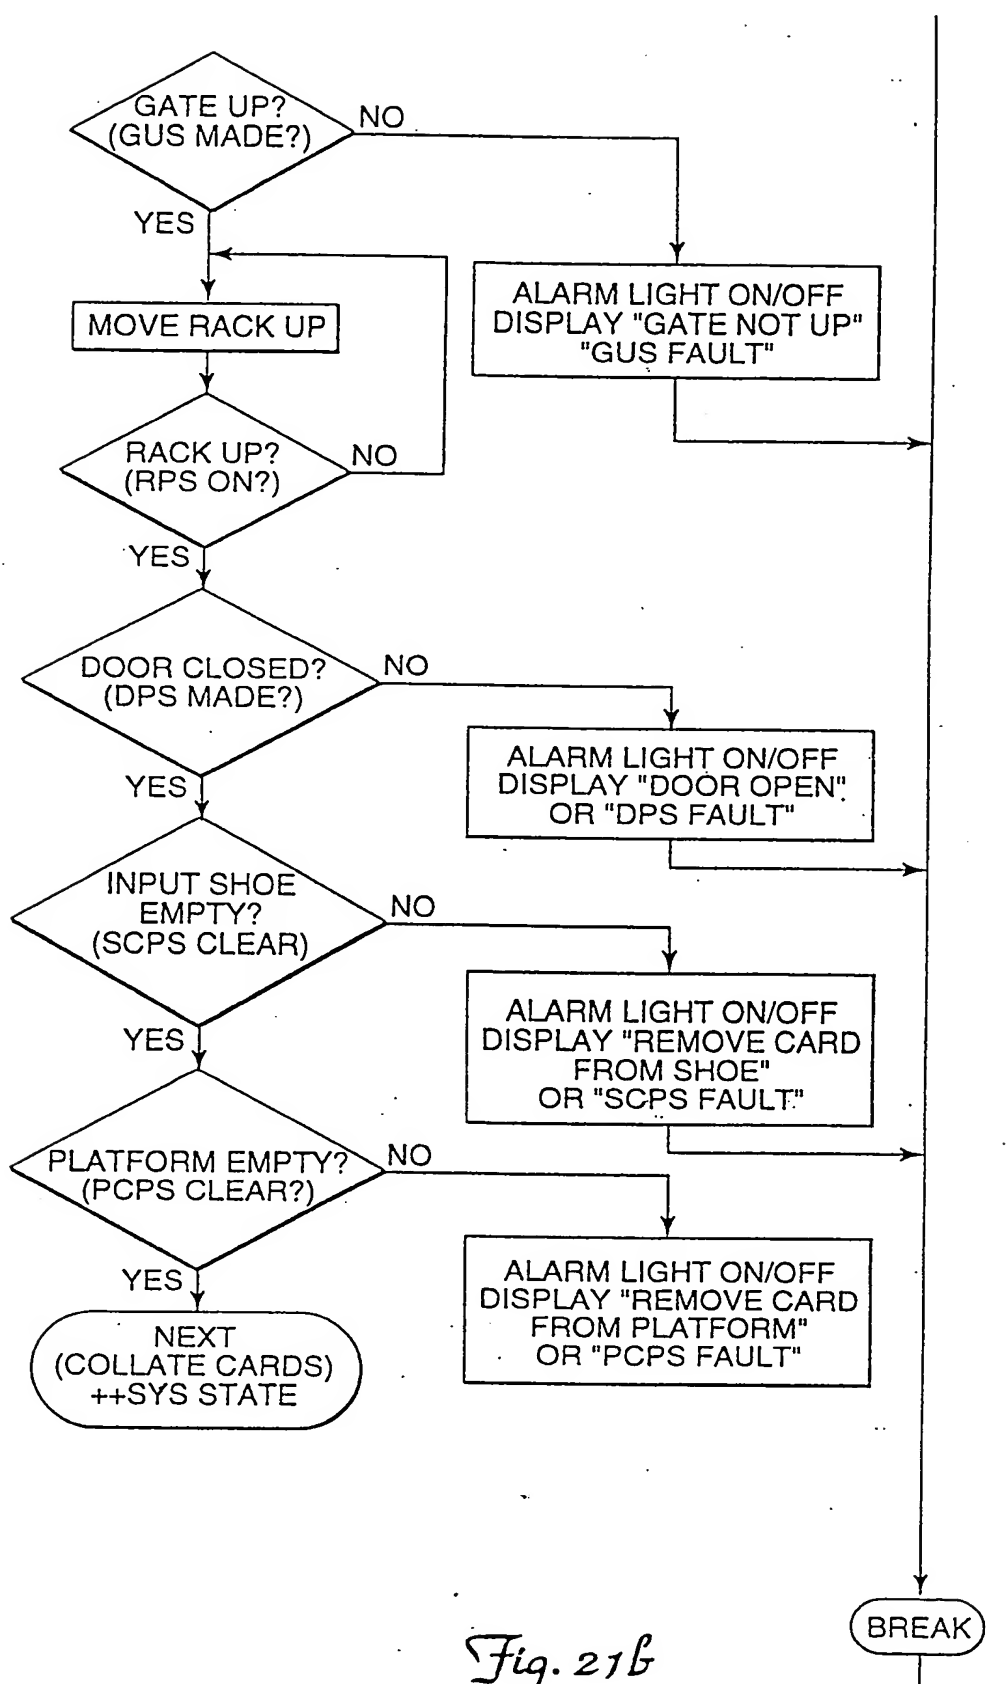 GATE UP?
(GUS MADE?)
NO
YES
ALARM LIGHT ON/OFF
DISPLAY "GATE NOT UP"
"GUS FAULT"
MOVE RACK UP
RACK UP?
(RPS ON?)
NO
YES
DOOR CLOSED?
(DPS MADE?)
NO
YES
ALARM LIGHT ON/OFF
DISPLAY "DOOR OPEN"
OR "DPS FAULT"
INPUT SHOE
EMPTY?
(SCPS CLEAR)
NO
YES
ALARM LIGHT ON/OFF
DISPLAY "REMOVE CARD
FROM SHOE"
OR "SCPS FAULT"
PLATFORM EMPTY?
(PCPS CLEAR?)
NO
YES
ALARM LIGHT ON/OFF
DISPLAY "REMOVE CARD
FROM PLATFORM"
OR "PCPS FAULT"
NEXT
(COLLATE CARDS)
++SYS STATE
BREAK
Fig. 21b